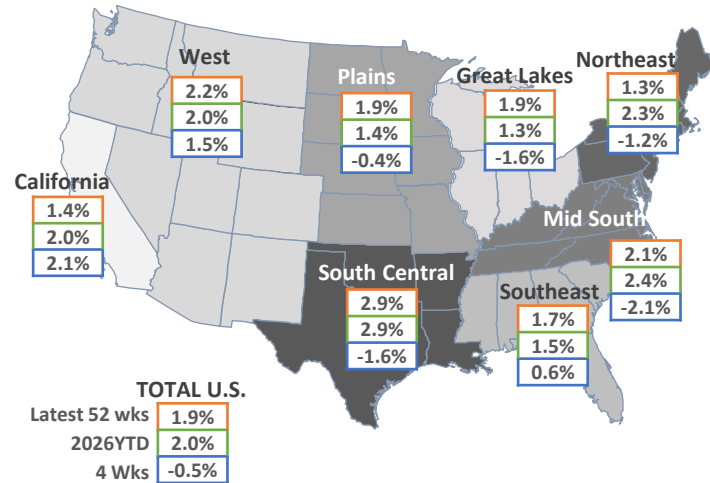 West
2.2%
2.0%
1.5%
Plains
1.9%
1.4%
-0.4%
Great Lakes
1.9%
1.3%
-1.6%
Northeast
1.3%
2.3%
-1.2%
California
1.4%
2.0%
2.1%
Mid South
2.1%
2.4%
-2.1%
South Central
2.9%
2.9%
-1.6%
Southeast
1.7%
1.5%
0.6%
TOTAL U.S.
Latest 52 wks 1.9%
2026YTD 2.0%
4 Wks -0.5%